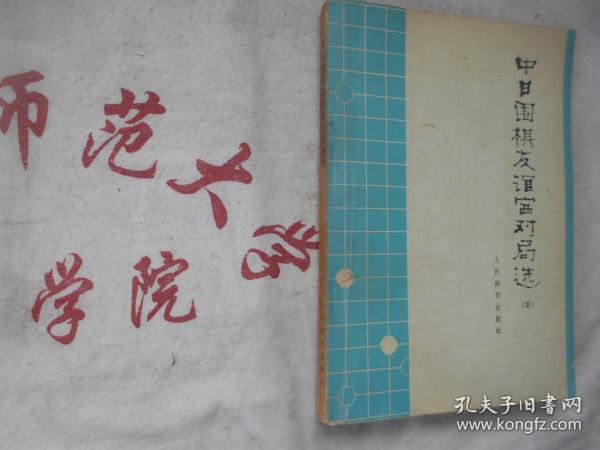 师范大学
学院
中日围棋友谊赛对局选
（五）
人民体育出版社
孔夫子旧书网
www.kongfz.com